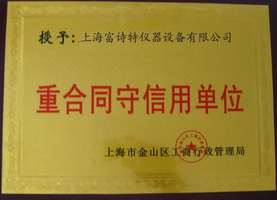 授予：上海富诗特仪器设备有限公司
重合同守信用单位
上海市金山区工商行政管理局